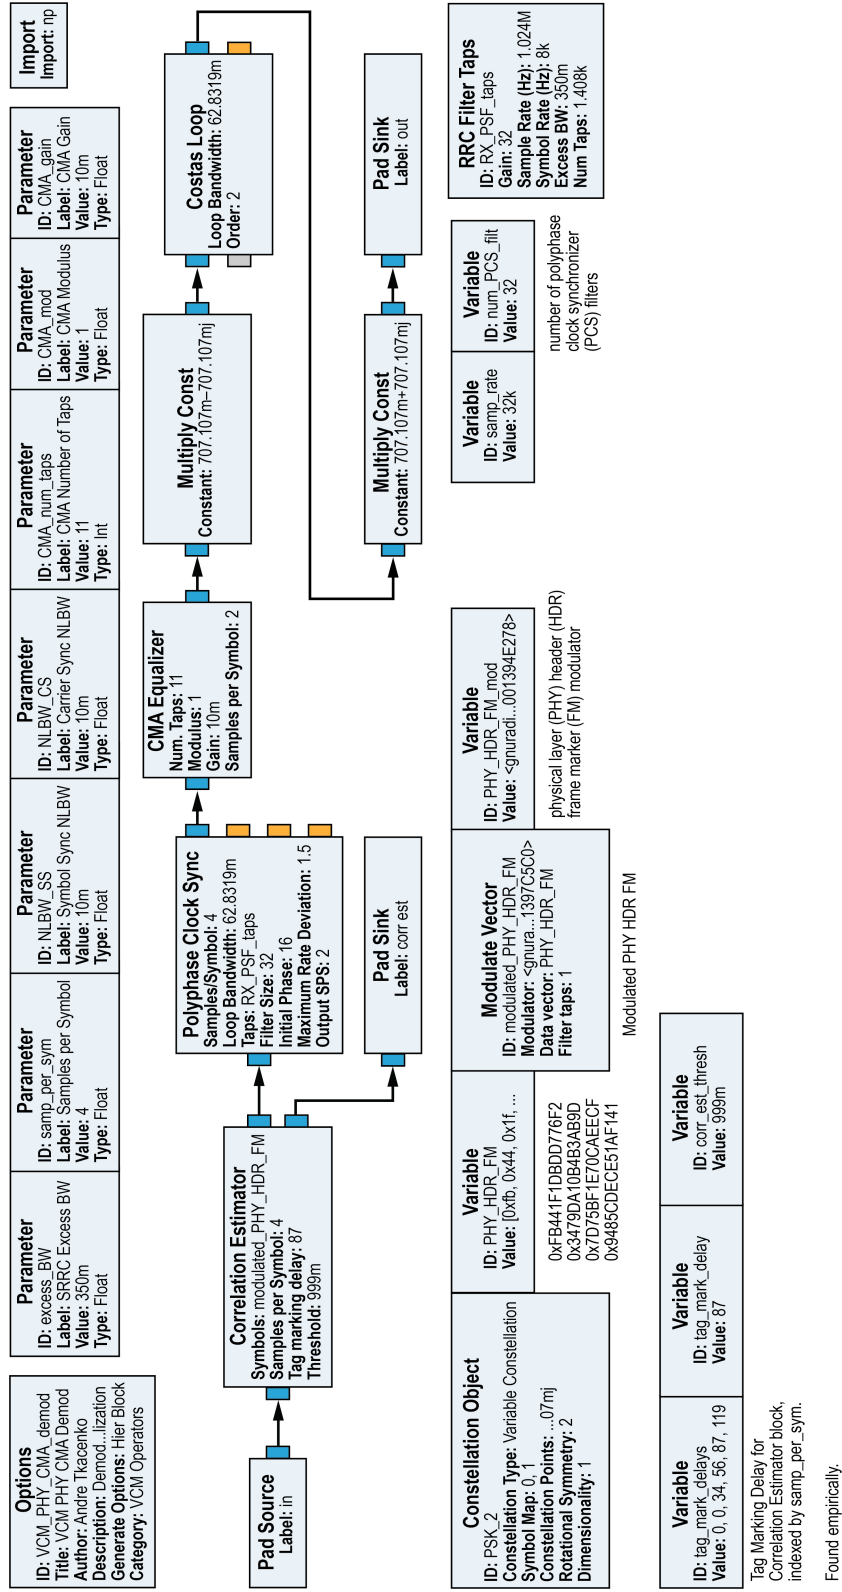 Options
ID: VCM_PHY_CMA_demod
Title: VCM PHY CMA Demod
Author: Andre Tkacenko
Description: Demod...lization
Generate Options: Hier Block
Category: VCM Operators
Parameter
ID: excess_BW
Label: SRRC Excess BW
Value: 350m
Type: Float
Parameter
ID: samp_per_sym
Label: Samples per Symbol
Value: 4
Type: Float
Parameter
ID: NLBW_SS
Label: Symbol Sync NLBW
Value: 10m
Type: Float
Parameter
ID: NLBW_CS
Label: Carrier Sync NLBW
Value: 10m
Type: Float
Parameter
ID: CMA_num_taps
Label: CMA Number of Taps
Value: 11
Type: Int
Parameter
ID: CMA_mod
Label: CMA Modulus
Value: 1
Type: Float
Parameter
ID: CMA_gain
Label: CMA Gain
Value: 10m
Type: Float
Import
Import: np
Pad Source
Label: in
Correlation Estimator
Symbols: modulated_PHY_HDR_FM
Samples per Symbol: 4
Tag marking delay: 87
Threshold: 999m
Polyphase Clock Sync
Samples/Symbol: 4
Loop Bandwidth: 62.8319m
Taps: RX_PSF_taps
Filter Size: 32
Initial Phase: 16
Maximum Rate Deviation: 1.5
Output SPS: 2
CMA Equalizer
Num. Taps: 11
Modulus: 1
Gain: 10m
Samples per Symbol: 2
Multiply Const
Constant: 707.107m–707.107mj
Costas Loop
Loop Bandwidth: 62.8319m
Order: 2
Pad Sink
Label: corr est
Multiply Const
Constant: 707.107m+707.107mj
Pad Sink
Label: out
Constellation Object
ID: PSK_2
Constellation Type: Variable Constellation
Symbol Map: 0, 1
Constellation Points: ...07mj
Rotational Symmetry: 2
Dimensionality: 1
Variable
ID: PHY_HDR_FM
Value: [0xfb, 0x44, 0x1f, ...
0xFB441F1DBDD776F2
0x3479DA10B4B3AB9D
0x7D75BF1E70CAEECF
0x9485CDECE51AF141
Modulate Vector
ID: modulated_PHY_HDR_FM
Modulator: <gnura...1397C5C0>
Data vector: PHY_HDR_FM
Filter taps: 1
Modulated PHY HDR FM
Variable
ID: PHY_HDR_FM_mod
Value: <gnuradi...001394E278>
physical layer (PHY) header (HDR)
frame marker (FM) modulator
Variable
ID: samp_rate
Value: 32k
Variable
ID: num_PCS_filt
Value: 32
number of polyphase
clock synchronizer
(PCS) filters
RRC Filter Taps
ID: RX_PSF_taps
Gain: 32
Sample Rate (Hz): 1.024M
Symbol Rate (Hz): 8k
Excess BW: 350m
Num Taps: 1.408k
Variable
ID: tag_mark_delays
Value: 0, 0, 34, 56, 87, 119
Variable
ID: tag_mark_delay
Value: 87
Variable
ID: corr_est_thresh
Value: 999m
Tag Marking Delay for
Correlation Estimator block,
indexed by samp_per_sym.
Found empirically.